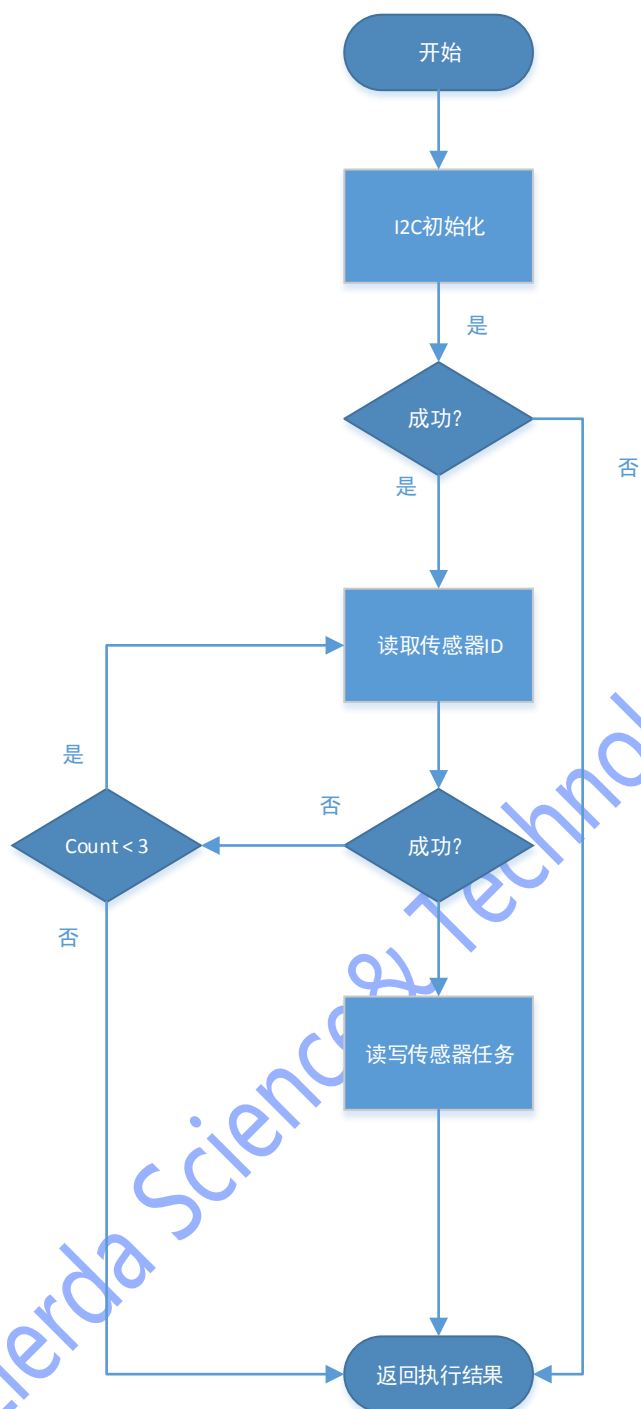 开始
I2C初始化
是
成功?
否
是
读取传感器ID
是
否
Count < 3
成功?
否
读写传感器任务
返回执行结果
Science & Technol